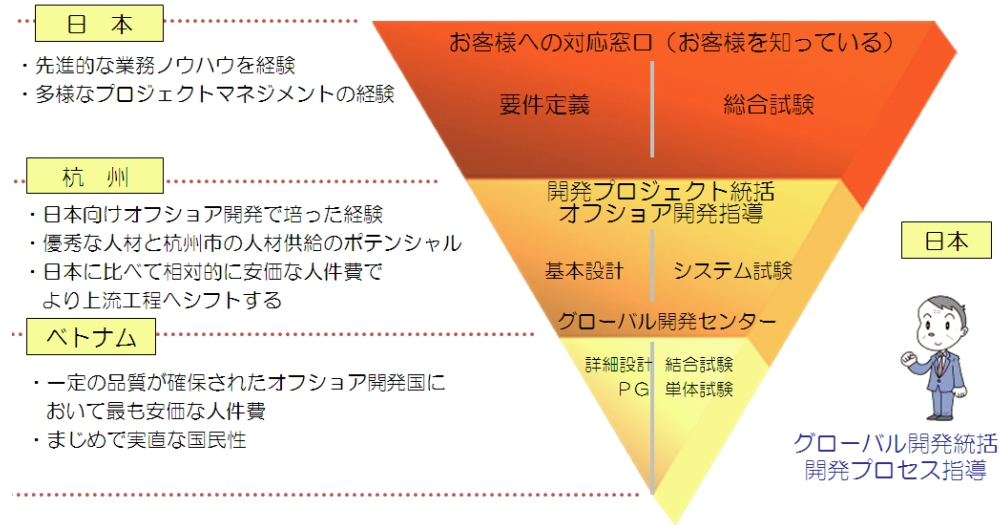 日　本
・先進的な業務ノウハウを経験
・多様なプロジェクトマネジメントの経験
お客様への対応窓口（お客様を知っている）
要件定義
総合試験
杭　州
・日本向けオフショア開発で培った経験
・優秀な人材と杭州市の人材供給のポテンシャル
・日本に比べて相対的に安価な人件費で
より上流工程へシフトする
開発プロジェクト統括
オフショア開発指導
基本設計
システム試験
グローバル開発センター
ベトナム
・一定の品質が確保されたオフショア開発国に
おいて最も安価な人件費
・まじめで実直な国民性
詳細設計
結合試験
ＰＧ
単体試験
日本
グローバル開発統括
開発プロセス指導